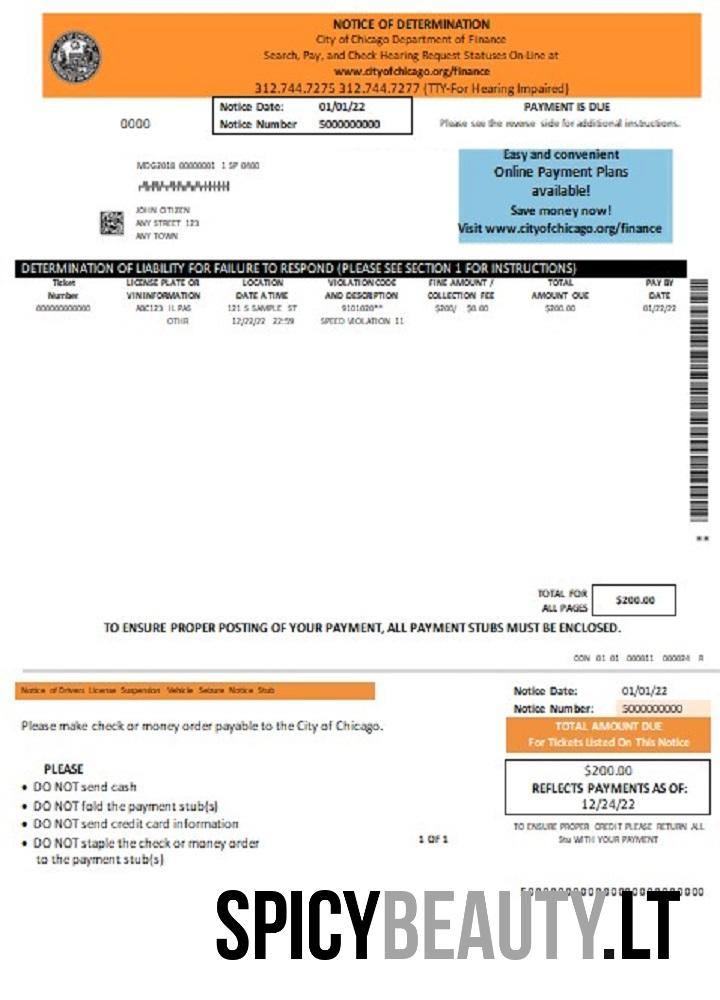 NOTICE OF DETERMINATION
City of Chicago Department of Finance
Search, Pay, and Check Hearing Request Statuses On-Line at
www.cityofchicago.org/finance
312.744.7275 312.744.7277 (TTY-For Hearing Impaired)
Notice Date: 01/01/22
Notice Number 5000000000
0000
PAYMENT IS DUE
Please see the reverse side for additional instructions.
MDG2018 00000001 1 SP 0400
JOHN CITIZEN
ANY STREET 123
ANY TOWN
Easy and convenient
Online Payment Plans
available!
Save money now!
Visit www.cityofchicago.org/finance
DETERMINATION OF LIABILITY FOR FAILURE TO RESPOND (PLEASE SEE SECTION 1 FOR INSTRUCTIONS)
Ticket LICENSE PLATE OR LOCATION VIOLATION CODE FINE AMOUNT / TOTAL PAY BY
Number VIN INFORMATION DATE A TIME AND DESCRIPTION COLLECTION FEE AMOUNT DUE DATE
000000000000 ABC123 IL PAS 121 S SAMPLE ST 9101020** $200/ $0.00 $200.00 01/22/22
OTHR 12/22/22 22:59 SPEED VIOLATION 11
**
TOTAL FOR
ALL PAGES
$200.00
TO ENSURE PROPER POSTING OF YOUR PAYMENT, ALL PAYMENT STUBS MUST BE ENCLOSED.
CON 01 01 000011 000024 R
Notice of Drivers License Suspension Vehicle Seizure Notice Stub
Please make check or money order payable to the City of Chicago.
PLEASE
• DO NOT send cash
• DO NOT fold the payment stub(s)
• DO NOT send credit card information
• DO NOT staple the check or money order
to the payment stub(s)
1 OF 1
Notice Date: 01/01/22
Notice Number: 5000000000
TOTAL AMOUNT DUE
For Tickets Listed On This Notice
$200.00
REFLECTS PAYMENTS AS OF:
12/24/22
TO ENSURE PROPER CREDIT PLEASE RETURN ALL
Stu WITH YOUR PAYMENT
SPICYBEAUTY.LT